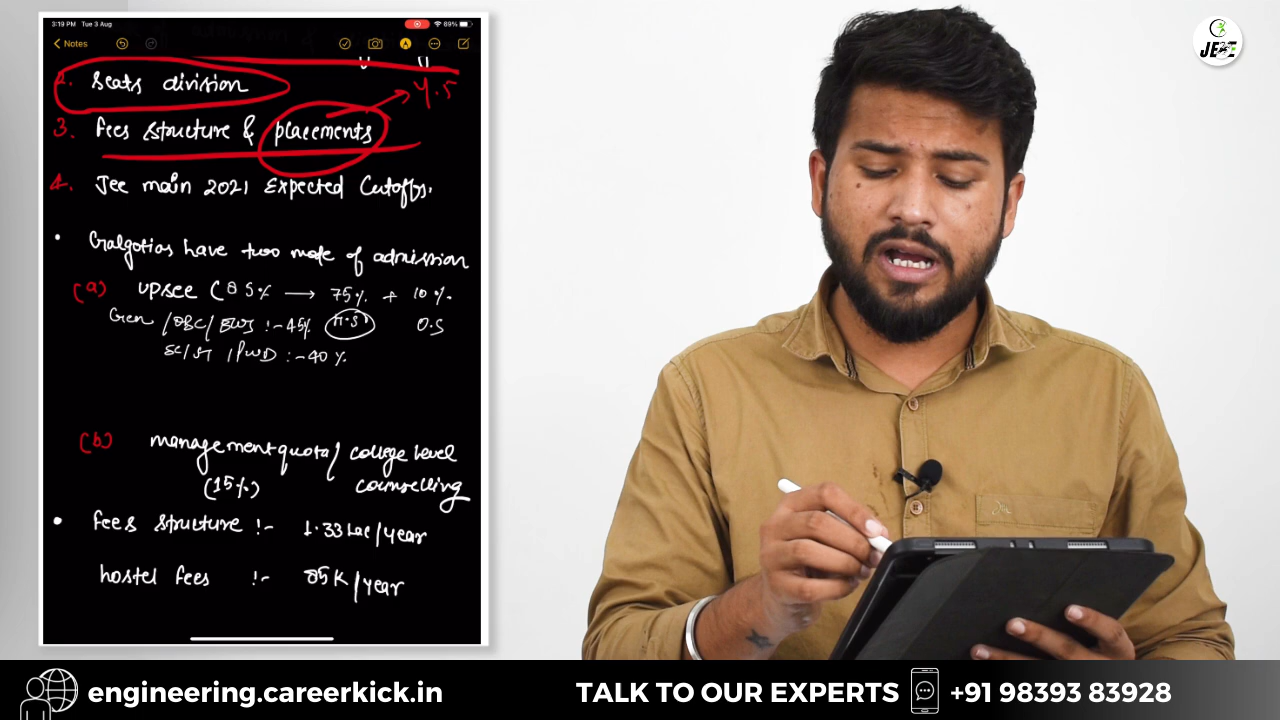 3:19 PM Tue 3 Aug
69%
Notes
2. Seats division
4.5
3. fees structure & placements
4. Jee main 2021 Expected Cutoffs.
Galgotias have two mode of admission
(a) upsee (85% → 75% + 10%.
Gen /OBC/EWS :- 45% H.S 0.S
SC/ST /PWD :- 40 %
(b) management quota/ college level
(15%) counselling
fees structure :- 1.33 Lac/year
hostel fees :- 85K/year
JEE
engineering.careerkick.in
TALK TO OUR EXPERTS
+91 98393 83928